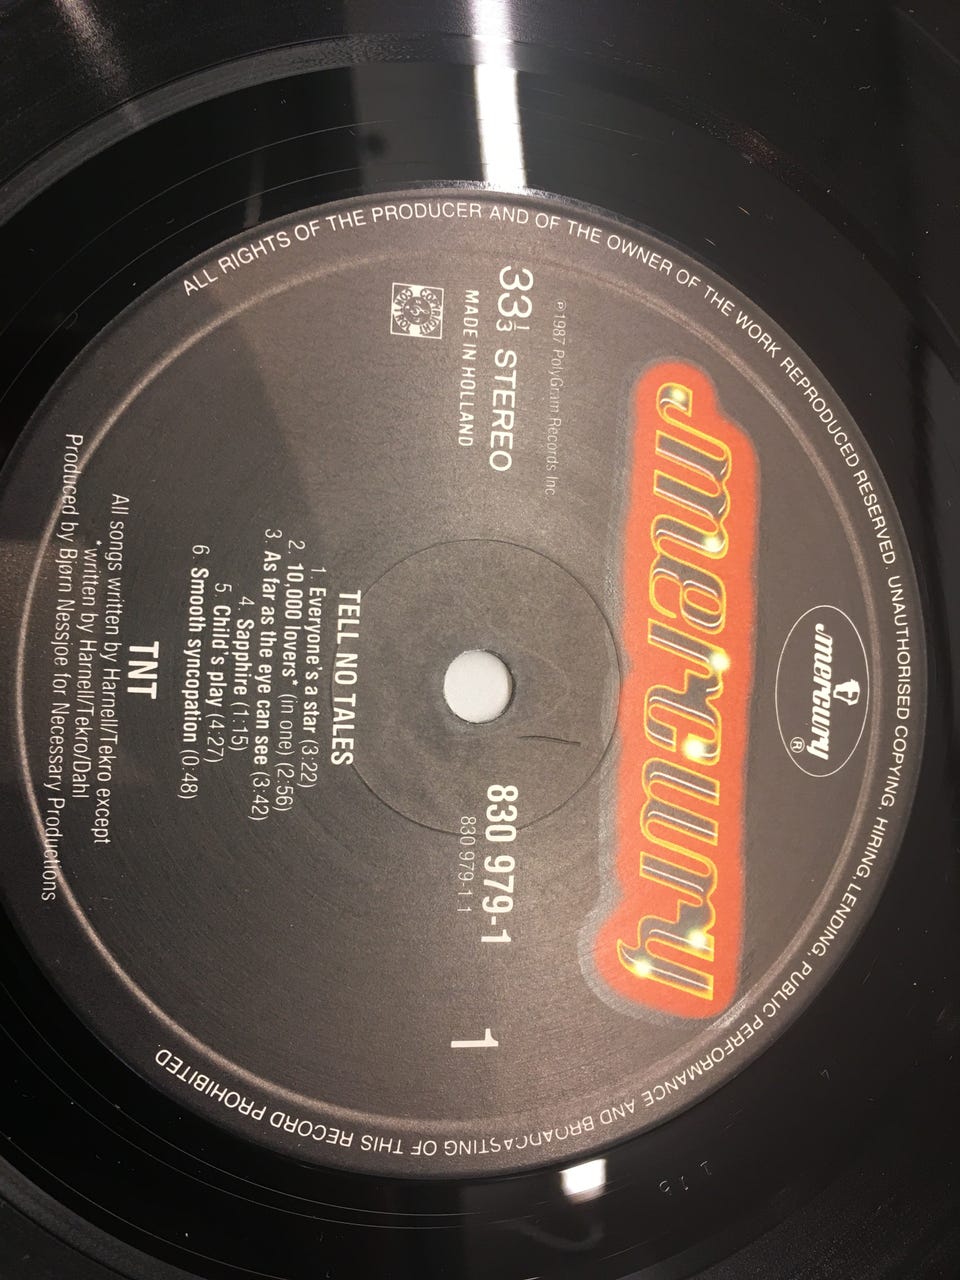 ALL RIGHTS OF THE PRODUCER AND OF THE OWNER OF THE WORK REPRODUCED RESERVED. UNAUTHORISED COPYING, HIRING, LENDING, PUBLIC PERFORMANCE AND BROADCASTING OF THIS RECORD PROHIBITED
mercury
®
mercury
℗ 1987 PolyGram Records Inc.
33⅓ STEREO
MADE IN HOLLAND
830 979-1
830 979-1.1
1
TELL NO TALES
1. Everyone's a star (3:22)
2. 10,000 lovers* (in one) (2:56)
3. As far as the eye can see (3:42)
4. Sapphire (1:15)
5. Child's play (4:27)
6. Smooth syncopation (0:48)
TNT
All songs written by Harnell/Tekro except
*written by Harnell/Tekro/Dahl
Produced by Bjørn Nessjoe for Necessary Productions